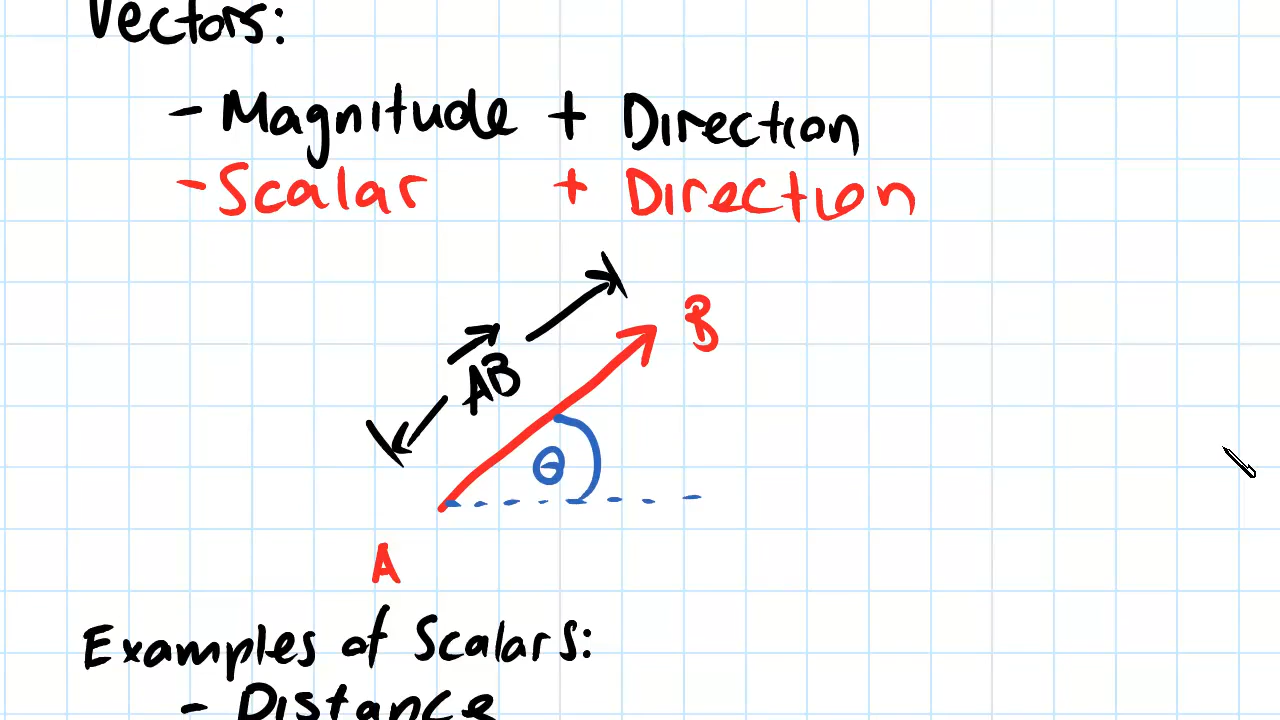 Vectors:
- Magnitude + Direction
- Scalar + Direction
B
AB
θ
A
Examples of Scalars:
- Distance